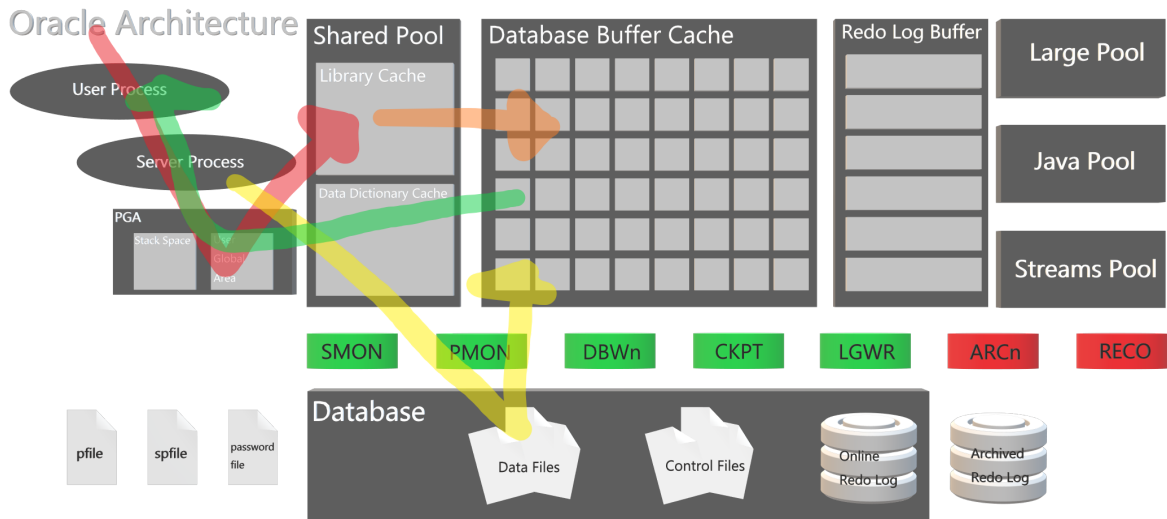 Oracle Architecture
User Process
Server Process
PGA
Stack Space
User
Global
Area
Shared Pool
Library Cache
Data Dictionary Cache
Database Buffer Cache
Redo Log Buffer
Large Pool
Java Pool
Streams Pool
SMON
PMON
DBWn
CKPT
LGWR
ARCn
RECO
pfile
spfile
password
file
Database
Data Files
Control Files
Online
Redo Log
Archived
Redo Log